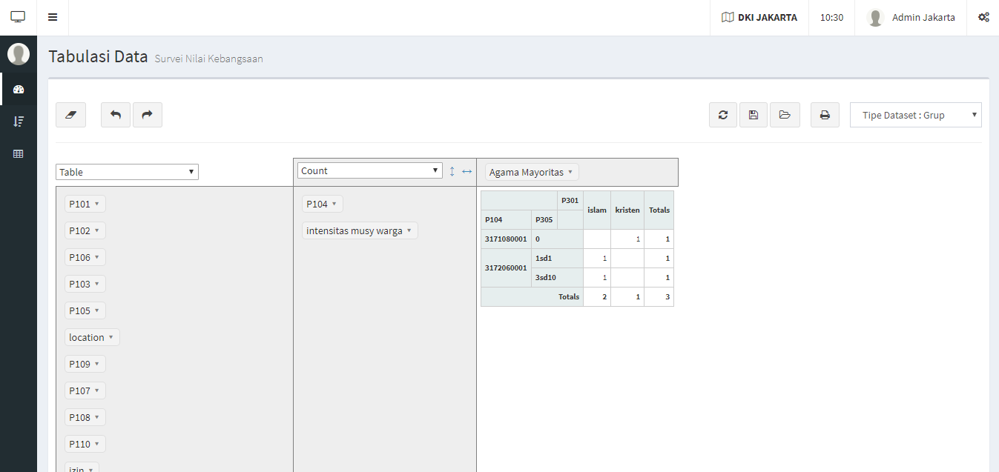 DKI JAKARTA
10:30
Admin Jakarta
Tabulasi Data Survei Nilai Kebangsaan
Tipe Dataset : Grup
Table
Count
Agama Mayoritas
P101
P102
P106
P103
P105
location
P109
P107
P108
P110
izin
P104
intensitas musy warga
P301 islam kristen Totals
P104 P305
3171080001 0 1 1
3172060001 1sd1 1 1
3sd10 1 1
Totals 2 1 3